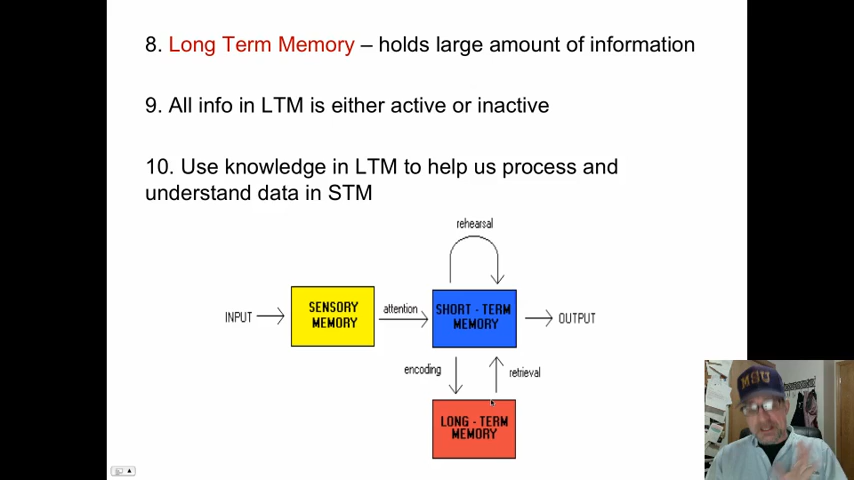 8. Long Term Memory – holds large amount of information
9. All info in LTM is either active or inactive
10. Use knowledge in LTM to help us process and
understand data in STM
rehearsal
INPUT
SENSORY
MEMORY
attention
SHORT - TERM
MEMORY
OUTPUT
encoding
retrieval
LONG - TERM
MEMORY
MSU